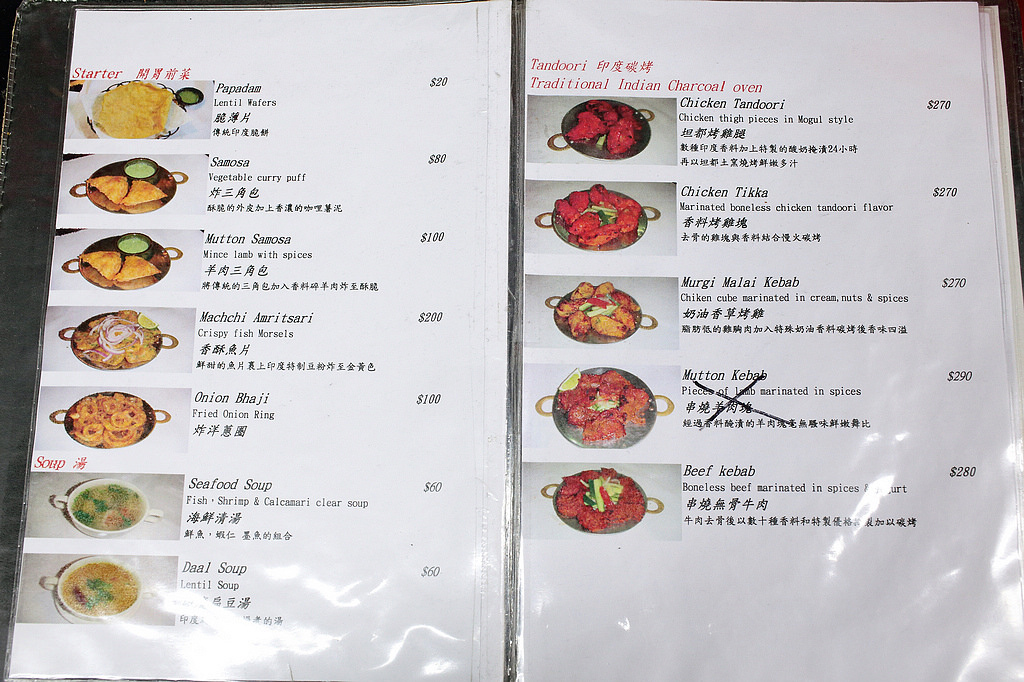 Starter 開胃前菜
Papadam $20
Lentil Wafers
脆薄片
傳統印度脆餅
Samosa $80
Vegetable curry puff
炸三角包
酥脆的外皮加上香濃的咖哩薯泥
Mutton Samosa $100
Mince lamb with spices
羊肉三角包
將傳統的三角包加入香料碎羊肉炸至酥脆
Machchi Amritsari $200
Crispy fish Morsels
香酥魚片
鮮甜的魚片裹上印度特制豆粉炸至金黃色
Onion Bhaji $100
Fried Onion Ring
炸洋蔥圈
Soup 湯
Seafood Soup $60
Fish，Shrimp & Calcamari clear soup
海鮮清湯
鮮魚，蝦仁 墨魚的組合
Daal Soup $60
Lentil Soup
扁豆湯
印度 煮的湯
Tandoori 印度碳烤
Traditional Indian Charcoal oven
Chicken Tandoori $270
Chicken thigh pieces in Mogul style
坦都烤雞腿
數種印度香料加上特製的酸奶掩漬24小時
再以坦都土窯燒烤鮮嫩多汁
Chicken Tikka $270
Marinated boneless chicken tandoori flavor
香料烤雞塊
去骨的雞塊與香料結合慢火碳烤
Murgi Malai Kebab $270
Chiken cube marinated in cream,nuts & spices
奶油香草烤雞
脂肪低的雞胸肉加入特殊奶油香料碳烤後香味四溢
Mutton Kebab $290
Pieces of lamb marinated in spices
串燒羊肉塊
經過香料醃漬的羊肉塊毫無騷味鮮嫩無比
Beef kebab $280
Boneless beef marinated in spices &
串燒無骨牛肉
牛肉去骨後以數十種香料和特製優格 製加以碳烤